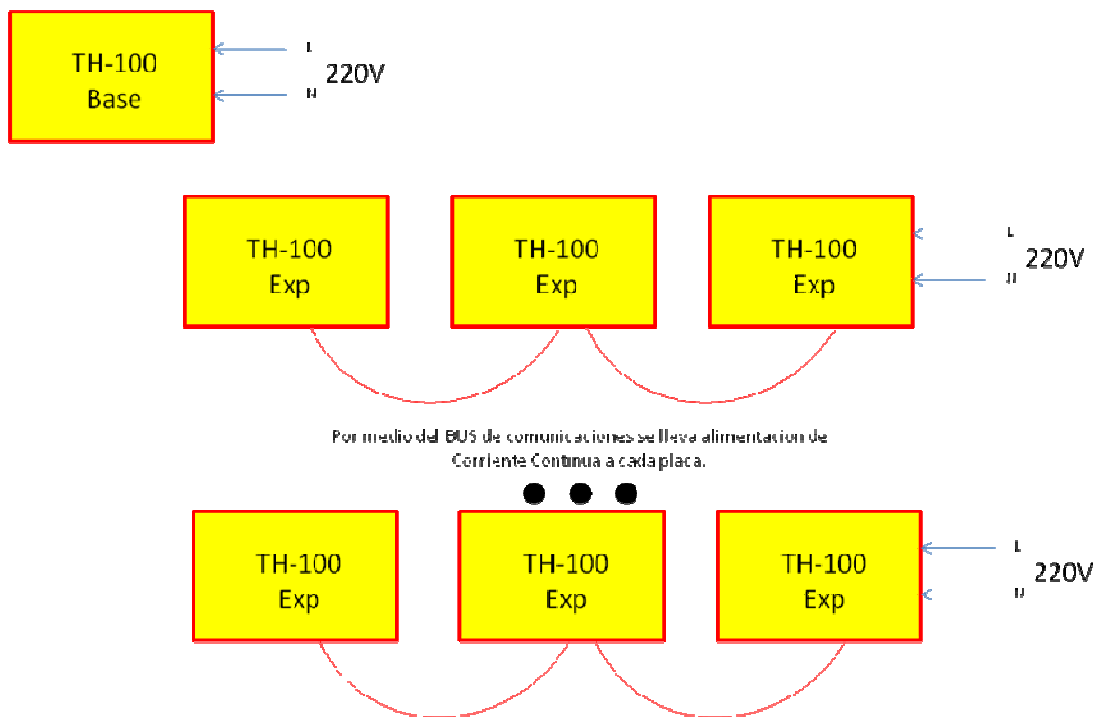 TH-100
Base
L
220V
N
TH-100
Exp
TH-100
Exp
TH-100
Exp
L
220V
N
Por medio del BUS de comunicaciones se lleva alimentacion de
Corriente Continua a cada placa.
TH-100
Exp
TH-100
Exp
TH-100
Exp
L
220V
N